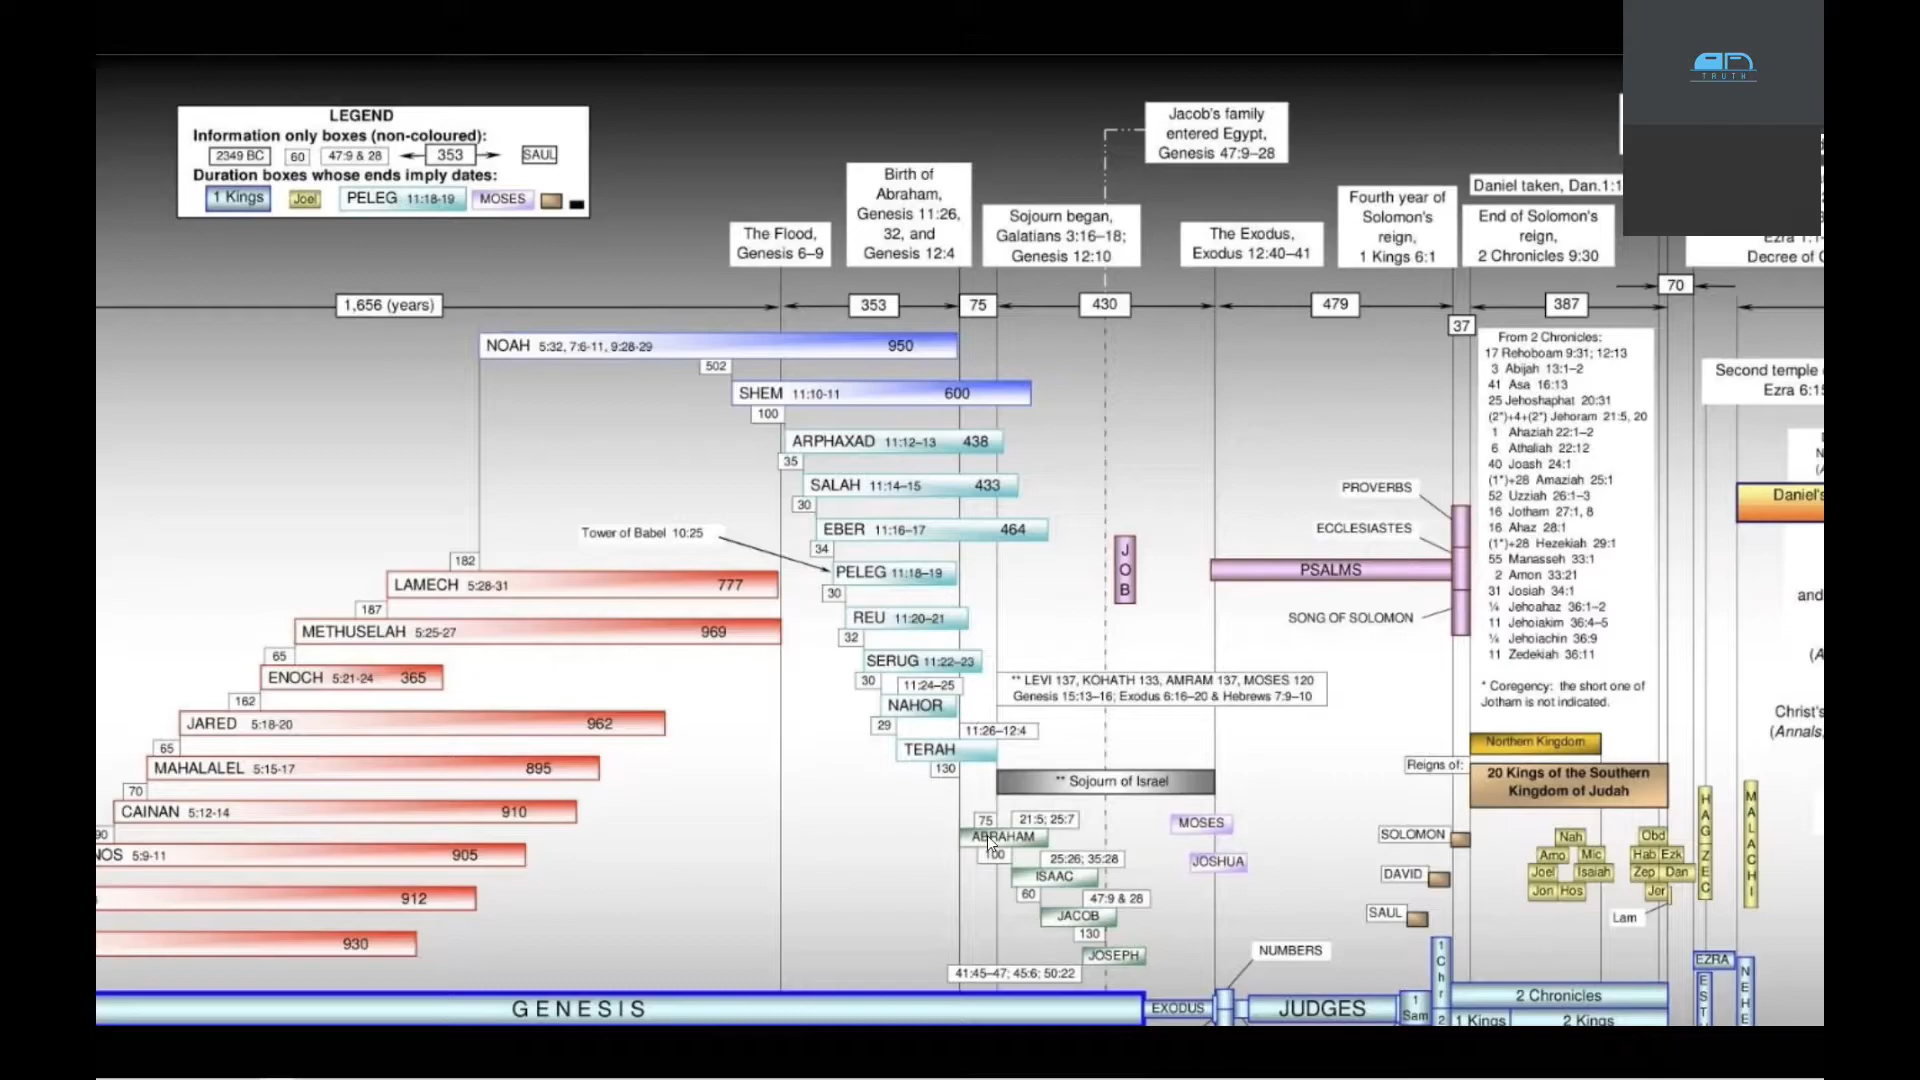 TRUTH
LEGEND
Information only boxes (non-coloured):
2349 BC 60 47:9 & 28 353 SAUL
Duration boxes whose ends imply dates:
1 Kings Joel PELEG 11:18-19 MOSES
The Flood,
Genesis 6–9
Birth of
Abraham,
Genesis 11:26,
32, and
Genesis 12:4
Sojourn began,
Galatians 3:16–18;
Genesis 12:10
Jacob's family
entered Egypt,
Genesis 47:9–28
The Exodus,
Exodus 12:40–41
Fourth year of
Solomon's
reign,
1 Kings 6:1
Daniel taken, Dan.1:1
End of Solomon's
reign,
2 Chronicles 9:30
Decree of
1,656 (years)
353
75
430
479
37
387
70
NOAH 5:32, 7:6-11, 9:28-29 950
502
SHEM 11:10-11 600
100
ARPHAXAD 11:12–13 438
35
SALAH 11:14–15 433
30
EBER 11:16–17 464
Tower of Babel 10:25
34
PELEG 11:18–19
30
REU 11:20–21
32
SERUG 11:22–23
30
11:24–25
NAHOR
29
11:26–12:4
TERAH
130
182
LAMECH 5:28-31 777
187
METHUSELAH 5:25-27 969
65
ENOCH 5:21-24 365
162
JARED 5:18-20 962
65
MAHALALEL 5:15-17 895
70
CAINAN 5:12-14 910
90
NOS 5:9-11 905
912
930
JOB
** LEVI 137, KOHATH 133, AMRAM 137, MOSES 120
Genesis 15:13–16; Exodus 6:16–20 & Hebrews 7:9–10
** Sojourn of Israel
75
21:5; 25:7
ABRAHAM
100
25:26; 35:28
ISAAC
60
47:9 & 28
JACOB
130
JOSEPH
41:45–47; 45:6; 50:22
MOSES
JOSHUA
PROVERBS
ECCLESIASTES
PSALMS
SONG OF SOLOMON
From 2 Chronicles:
17 Rehoboam 9:31; 12:13
3 Abijah 13:1–2
41 Asa 16:13
25 Jehoshaphat 20:31
(2*)+4+(2*) Jehoram 21:5, 20
1 Ahaziah 22:1–2
6 Athaliah 22:12
40 Joash 24:1
(1*)+28 Amaziah 25:1
52 Uzziah 26:1–3
16 Jotham 27:1, 8
16 Ahaz 28:1
(1*)+28 Hezekiah 29:1
55 Manasseh 33:1
2 Amon 33:21
31 Josiah 34:1
¼ Jehoahaz 36:1–2
11 Jehoiakim 36:4–5
¼ Jehoiachin 36:9
11 Zedekiah 36:11
* Coregency: the short one of
Jotham is not indicated.
Northern Kingdom
Reigns of:
20 Kings of the Southern
Kingdom of Judah
SOLOMON
DAVID
SAUL
Nah
Amo Mic
Joel Isaiah
Jon Hos
Obd
Hab Ezk
Zep Dan
Jer
Lam
HAG ZEC
MALACHI
Second temple
Ezra 6:15
Daniel's
and
Christ's
(Annals,
NUMBERS
GENESIS
EXODUS
JUDGES
1
Sam
1 Chr
2
2 Chronicles
1 Kings
2 Kings
EZRA
EST
NEHE